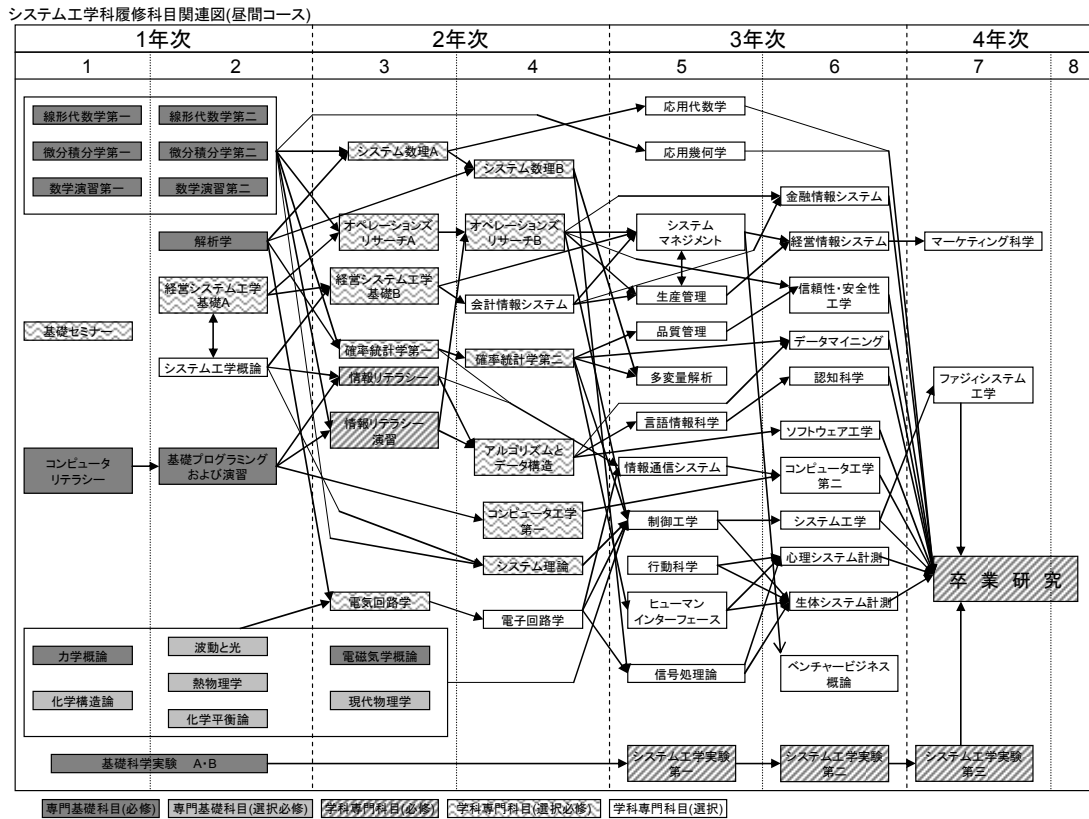 システム工学科履修科目関連図(昼間コース)
1年次
2年次
3年次
4年次
1
2
3
4
5
6
7
8
線形代数学第一
線形代数学第二
微分積分学第一
微分積分学第二
数学演習第一
数学演習第二
解析学
経営システム工学
基礎A
基礎セミナー
システム工学概論
コンピュータ
リテラシー
基礎プログラミング
および演習
システム数理A
オペレーションズ
リサーチA
経営システム工学
基礎B
確率統計学第一
情報リテラシー
情報リテラシー
演習
電気回路学
システム数理B
オペレーションズ
リサーチB
会計情報システム
確率統計学第二
アルゴリズムと
データ構造
コンピュータ工学
第一
システム理論
電子回路学
応用代数学
応用幾何学
システム
マネジメント
生産管理
品質管理
多変量解析
言語情報科学
情報通信システム
制御工学
行動科学
ヒューマン
インターフェース
信号処理論
金融情報システム
経営情報システム
信頼性・安全性
工学
データマイニング
認知科学
ソフトウェア工学
コンピュータ工学
第二
システム工学
心理システム計測
生体システム計測
ベンチャービジネス
概論
マーケティング科学
ファジィシステム
工学
卒業研究
力学概論
波動と光
電磁気学概論
化学構造論
熱物理学
現代物理学
化学平衡論
基礎科学実験 A・B
システム工学実験
第一
システム工学実験
第二
システム工学実験
第三
専門基礎科目(必修)
専門基礎科目(選択必修)
学科専門科目(必修)
学科専門科目(選択必修)
学科専門科目(選択)